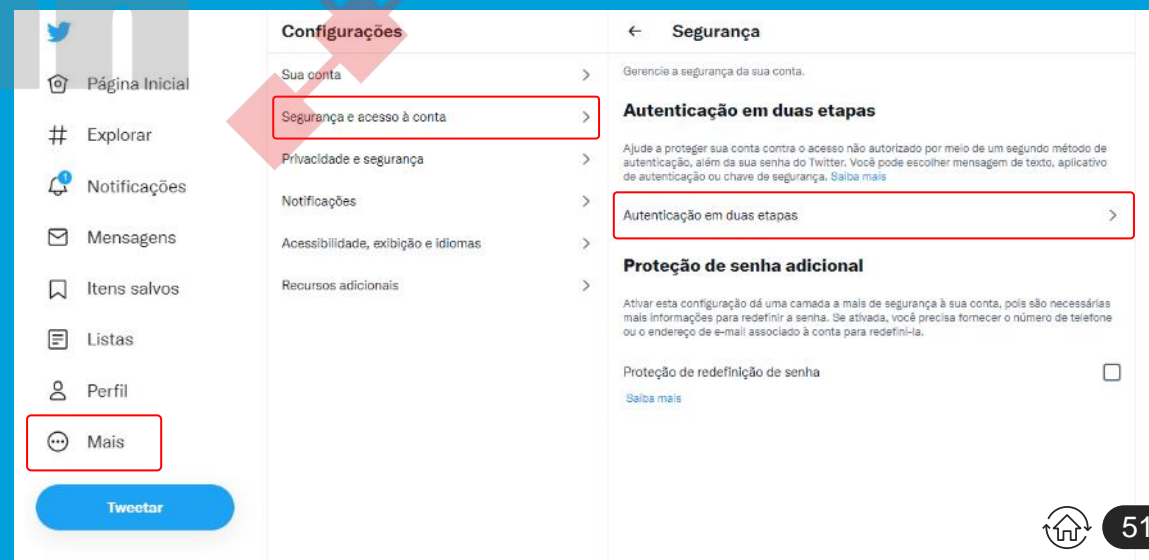 Página Inicial
Explorar
1
Notificações
Mensagens
Itens salvos
Listas
Perfil
Mais
Tweetar
Configurações
Sua conta
Segurança e acesso à conta
Privacidade e segurança
Notificações
Acessibilidade, exibição e idiomas
Recursos adicionais
Segurança
Gerencie a segurança da sua conta.
Autenticação em duas etapas
Ajude a proteger sua conta contra o acesso não autorizado por meio de um segundo método de
autenticação, além da sua senha do Twitter. Você pode escolher mensagem de texto, aplicativo
de autenticação ou chave de segurança. Saiba mais
Autenticação em duas etapas
Proteção de senha adicional
Ativar esta configuração dá uma camada a mais de segurança à sua conta, pois são necessárias
mais informações para redefinir a senha. Se ativada, você precisa fornecer o número de telefone
ou o endereço de e-mail associado à conta para redefini-la.
Proteção de redefinição de senha
Saiba mais
51